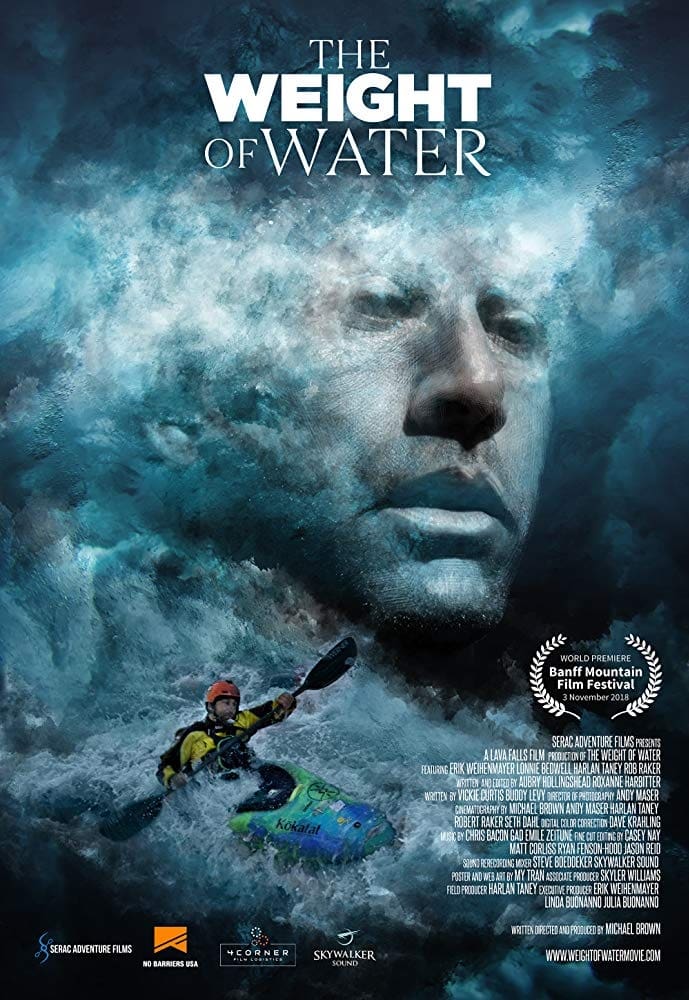 THE
WEIGHT
OF WATER
WORLD PREMIERE
Banff Mountain
Film Festival
3 November 2018
Kokatat
SERAC ADVENTURE FILMS PRESENTS
A LAVA FALLS FILM PRODUCTION OF THE WEIGHT OF WATER
FEATURING ERIK WEIHENMAYER LONNIE BEDWELL HARLAN TANEY ROB RAKER
WRITTEN AND EDITED BY AUBRY HOLLINGSHEAD ROXANNE HARBITTER
WRITTEN BY VICKIE CURTIS BUDDY LEVY DIRECTOR OF PHOTOGRAPHY ANDY MASER
CINEMATOGRAPHY BY MICHAEL BROWN ANDY MASER HARLAN TANEY
ROBERT RAKER SETH DAHL DIGITAL COLOR CORRECTION DAVE KRAHLING
MUSIC BY CHRIS BACON GAD EMILE ZEITUNE FINE CUT EDITING BY CASEY NAY
MATT CORLISS RYAN FENSON-HOOD JASON REID
SOUND RERECORDING MIXER STEVE BOEDDEKER SKYWALKER SOUND
POSTER AND WEB ART BY MY TRAN ASSOCIATE PRODUCER SKYLER WILLIAMS
FIELD PRODUCER HARLAN TANEY EXECUTIVE PRODUCER ERIK WEIHENMAYER
LINDA BUONANNO JULIA BUONANNO
WRITTEN DIRECTED AND PRODUCED BY MICHAEL BROWN
SERAC ADVENTURE FILMS
NO BARRIERS USA
4CORNER
FILM LOGISTICS
SKYWALKER
SOUND
WWW.WEIGHTOFWATERMOVIE.COM